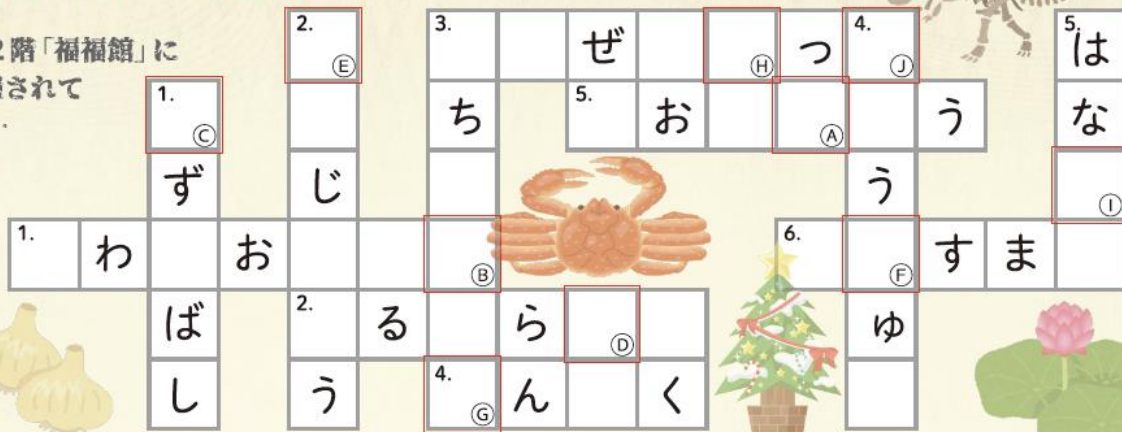 2階「福福館」に
されて
.
2. Ⓔ 3. ぜ Ⓗ っ 4. Ⓙ 5. は
1. Ⓒ ち 5. お Ⓐ う な
ず じ う Ⓘ
1. わ お Ⓑ 6. Ⓕ す ま
ば 2. る ら Ⓓ ゅ
し う 4. Ⓖ ん く